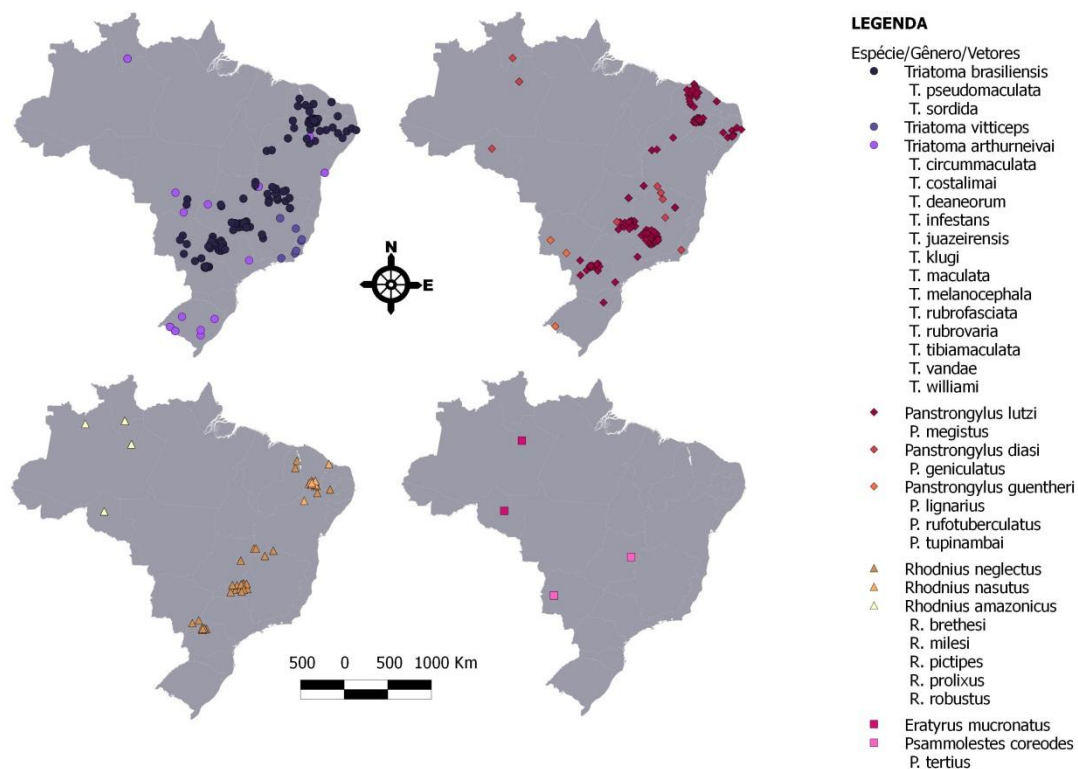 N
E
500 0 500 1000 Km
LEGENDA
Espécie/Gênero/Vetores
Triatoma brasiliensis
T. pseudomaculata
T. sordida
Triatoma vitticeps
Triatoma arthurneivai
T. circummaculata
T. costalimai
T. deaneorum
T. infestans
T. juazeirensis
T. klugi
T. maculata
T. melanocephala
T. rubrofasciata
T. rubrovaria
T. tibiamaculata
T. vandae
T. williami
Panstrongylus lutzi
P. megistus
Panstrongylus diasi
P. geniculatus
Panstrongylus guentheri
P. lignarius
P. rufotuberculatus
P. tupinambai
Rhodnius neglectus
Rhodnius nasutus
Rhodnius amazonicus
R. brethesi
R. milesi
R. pictipes
R. prolixus
R. robustus
Eratyrus mucronatus
Psammolestes coreodes
P. tertius